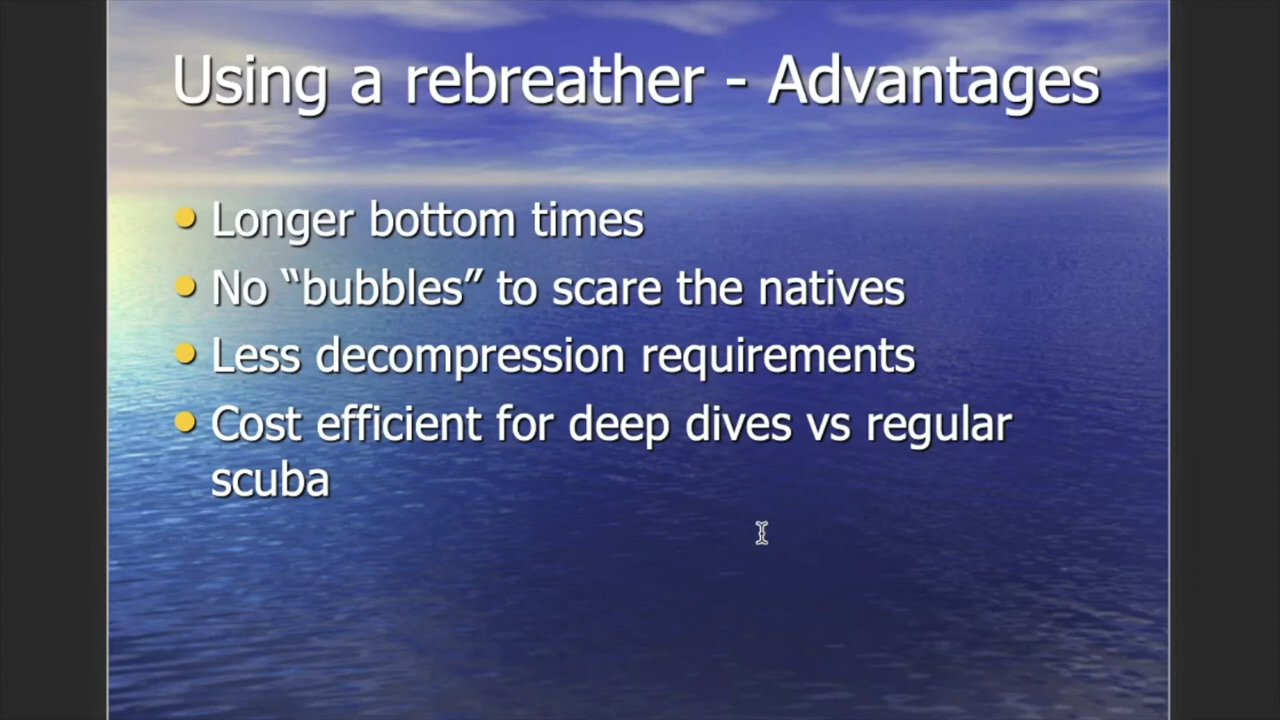 Using a rebreather - Advantages
Longer bottom times
No “bubbles” to scare the natives
Less decompression requirements
Cost efficient for deep dives vs regular
scuba